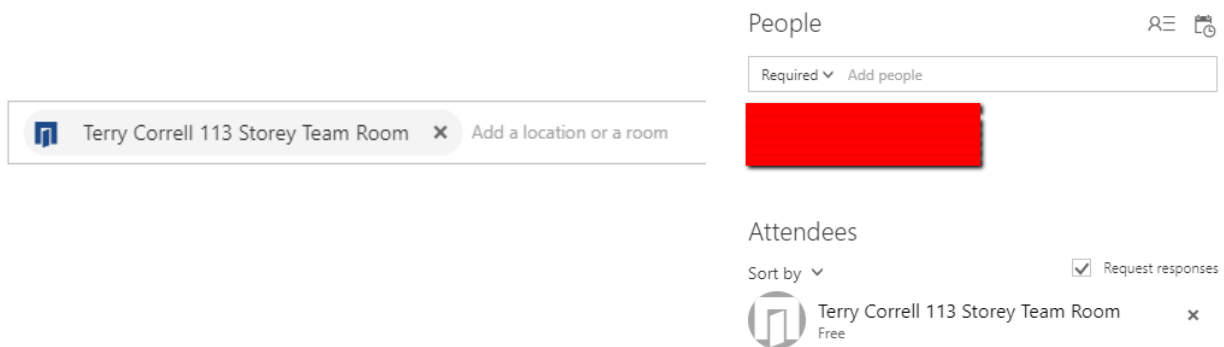 Terry Correll 113 Storey Team Room
Add a location or a room
People
Required
Add people
Attendees
Sort by
Request responses
Terry Correll 113 Storey Team Room
Free